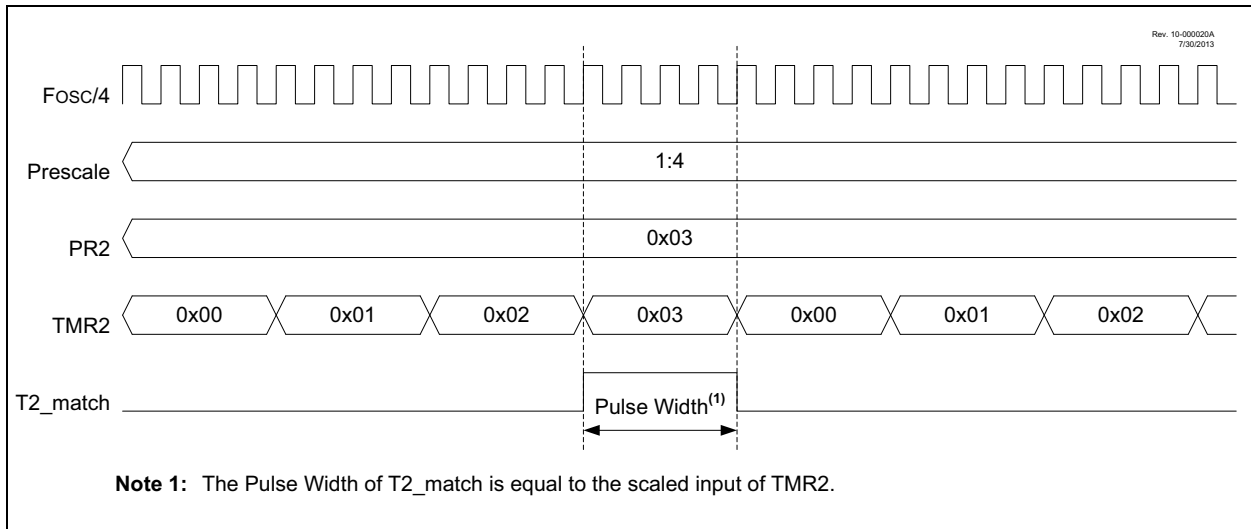 Rev. 10-000020A
7/30/2013
FOSC/4
Prescale
1:4
PR2
0x03
TMR2
0x00 0x01 0x02 0x03 0x00 0x01 0x02
T2_match
Pulse Width(1)
Note 1: The Pulse Width of T2_match is equal to the scaled input of TMR2.